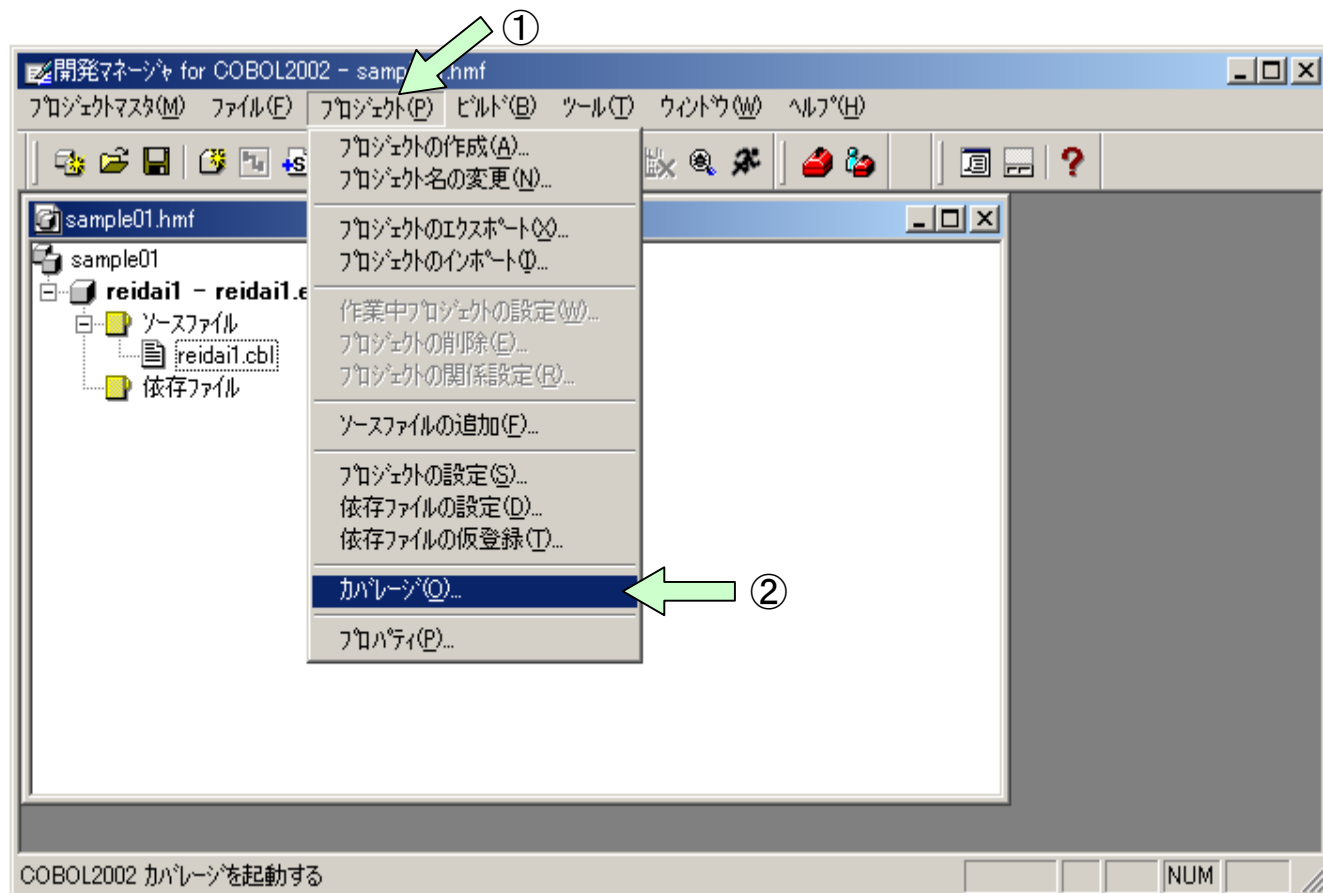 ①
開発ﾏﾈｰｼﾞｬ for COBOL2002 - samp .hmf
ﾌﾟﾛｼﾞｪｸﾄﾏｽﾀ(M) ﾌｧｲﾙ(F) ﾌﾟﾛｼﾞｪｸﾄ(P) ﾋﾞﾙﾄﾞ(B) ﾂｰﾙ(T) ｳｨﾝﾄﾞｳ(W) ﾍﾙﾌﾟ(H)
ﾌﾟﾛｼﾞｪｸﾄの作成(A)...
ﾌﾟﾛｼﾞｪｸﾄ名の変更(N)...
ﾌﾟﾛｼﾞｪｸﾄのｴｸｽﾎﾟｰﾄ(X)...
ﾌﾟﾛｼﾞｪｸﾄのｲﾝﾎﾟｰﾄ(I)...
作業中ﾌﾟﾛｼﾞｪｸﾄの設定(W)...
ﾌﾟﾛｼﾞｪｸﾄの削除(E)...
ﾌﾟﾛｼﾞｪｸﾄの関係設定(R)...
ｿｰｽﾌｧｲﾙの追加(F)...
ﾌﾟﾛｼﾞｪｸﾄの設定(S)...
依存ﾌｧｲﾙの設定(D)...
依存ﾌｧｲﾙの仮登録(T)...
ｶﾊﾞﾚｰｼﾞ(O)... ②
ﾌﾟﾛﾊﾟﾃｨ(P)...
sample01.hmf
sample01
reidai1 - reidai1.e
ｿｰｽﾌｧｲﾙ
reidai1.cbl
依存ﾌｧｲﾙ
COBOL2002 ｶﾊﾞﾚｰｼﾞを起動する NUM